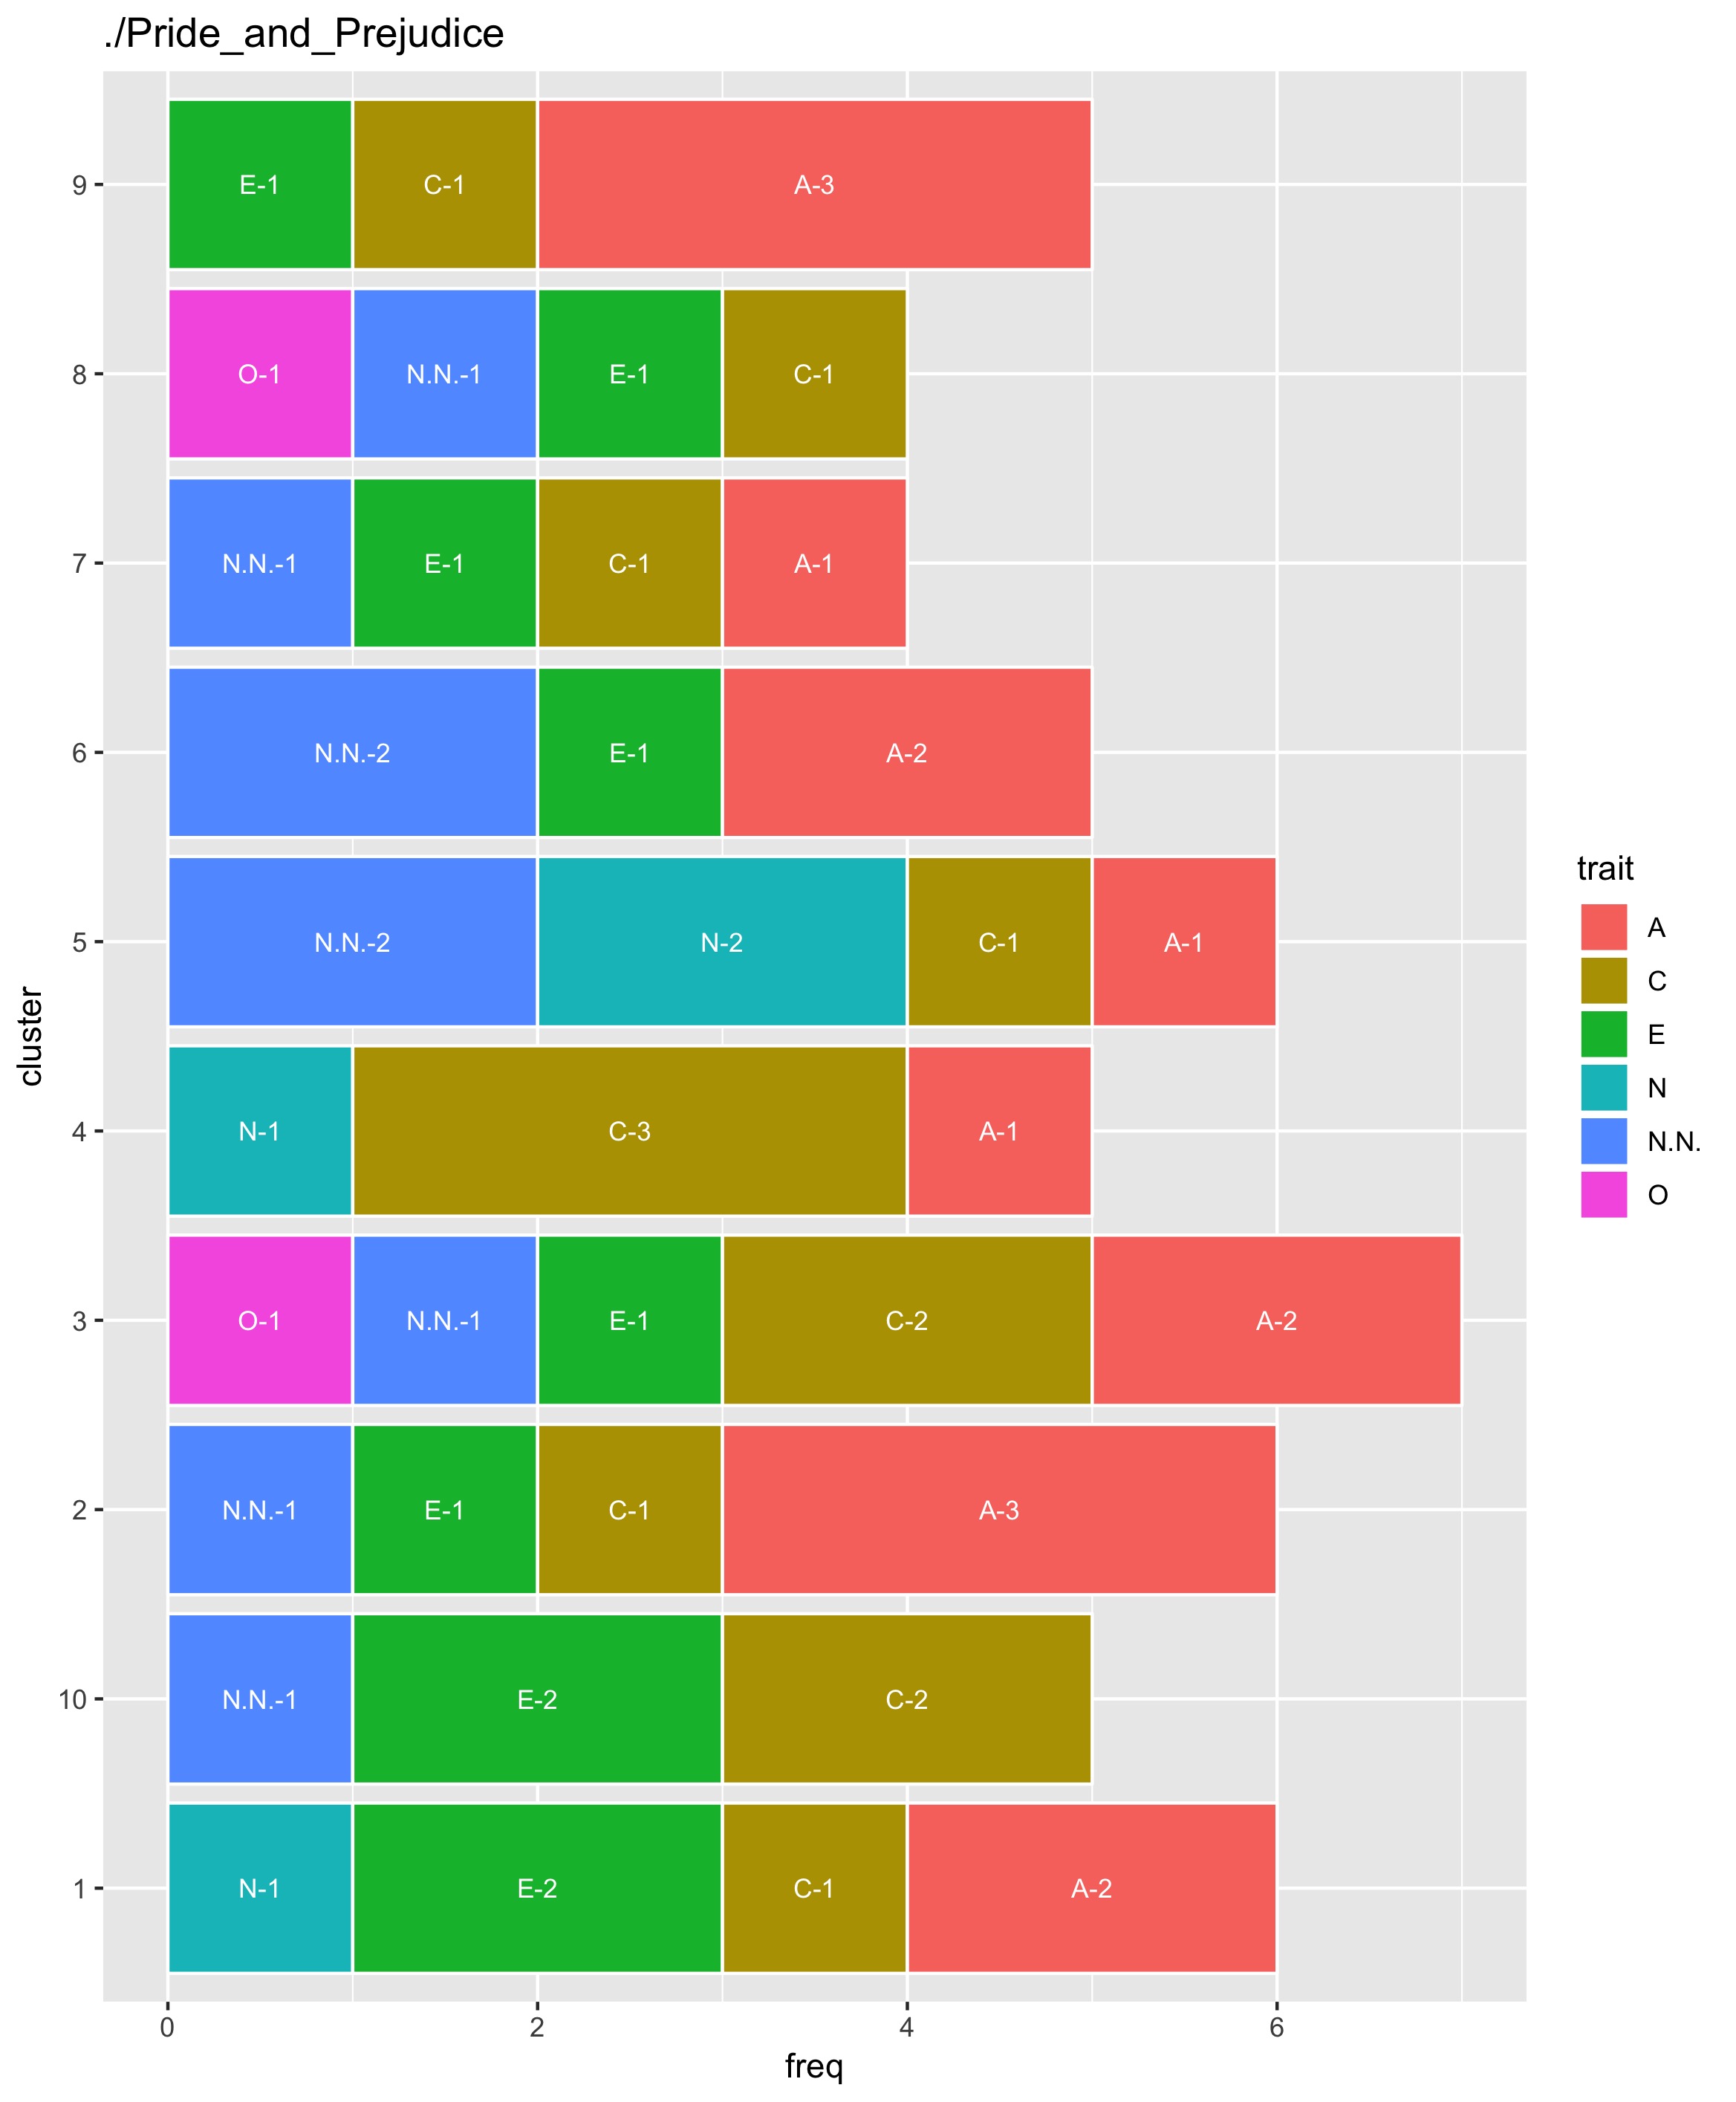 ./Pride_and_Prejudice
9 E-1 C-1 A-3
8 O-1 N.N.-1 E-1 C-1
7 N.N.-1 E-1 C-1 A-1
6 N.N.-2 E-1 A-2
5 N.N.-2 N-2 C-1 A-1
4 N-1 C-3 A-1
3 O-1 N.N.-1 E-1 C-2 A-2
2 N.N.-1 E-1 C-1 A-3
10 N.N.-1 E-2 C-2
1 N-1 E-2 C-1 A-2
0 2 4 6
freq
cluster
trait
A
C
E
N
N.N.
O